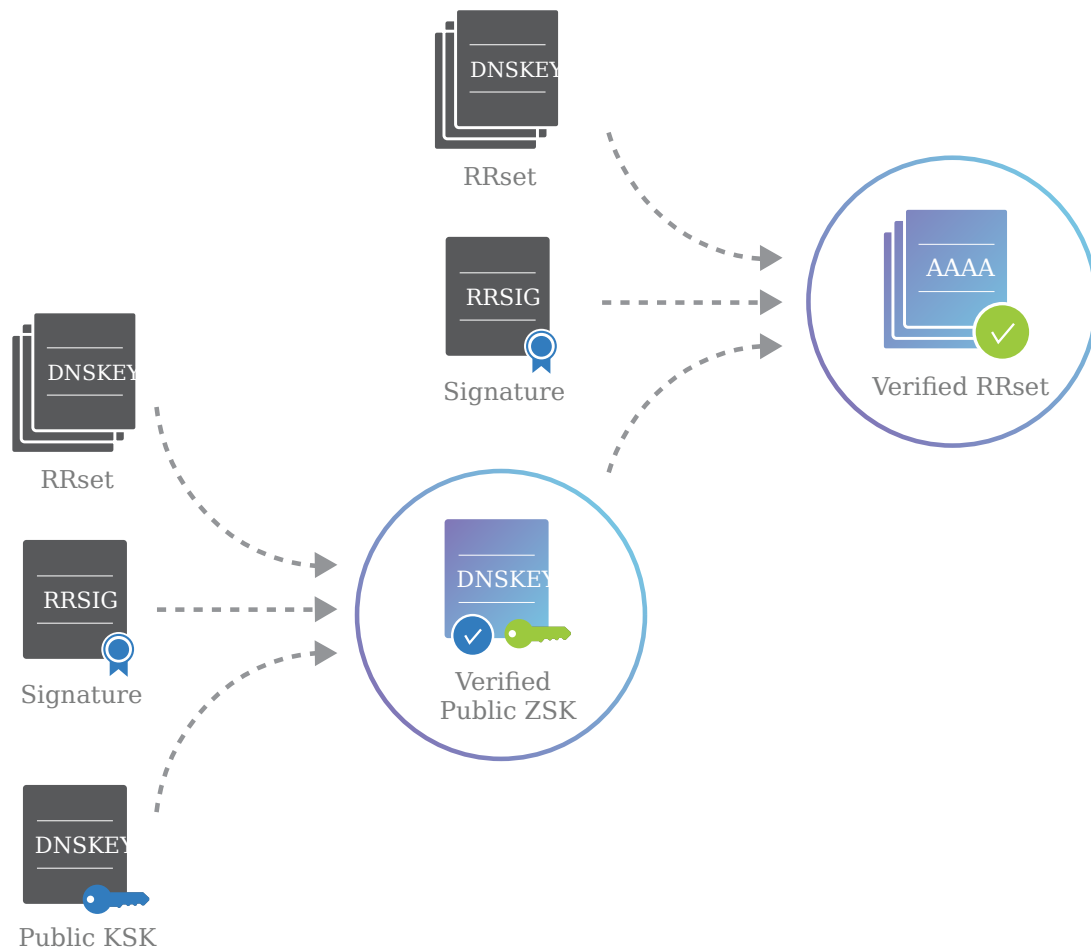 DNSKEY
RRset
RRSIG
Signature
AAAA
Verified RRset
DNSKEY
RRset
RRSIG
Signature
DNSKEY
Public KSK
DNSKEY
Verified
Public ZSK